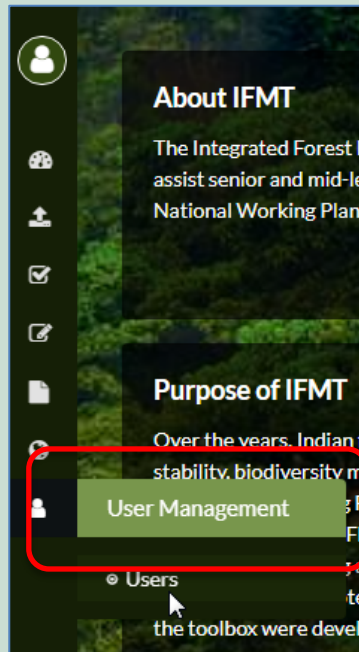 About IFMT
The Integrated Forest
assist senior and mid-le
National Working Plan
Purpose of IFMT
Over the years, Indian
stability, biodiversity m
User Management
Users
the toolbox were devel